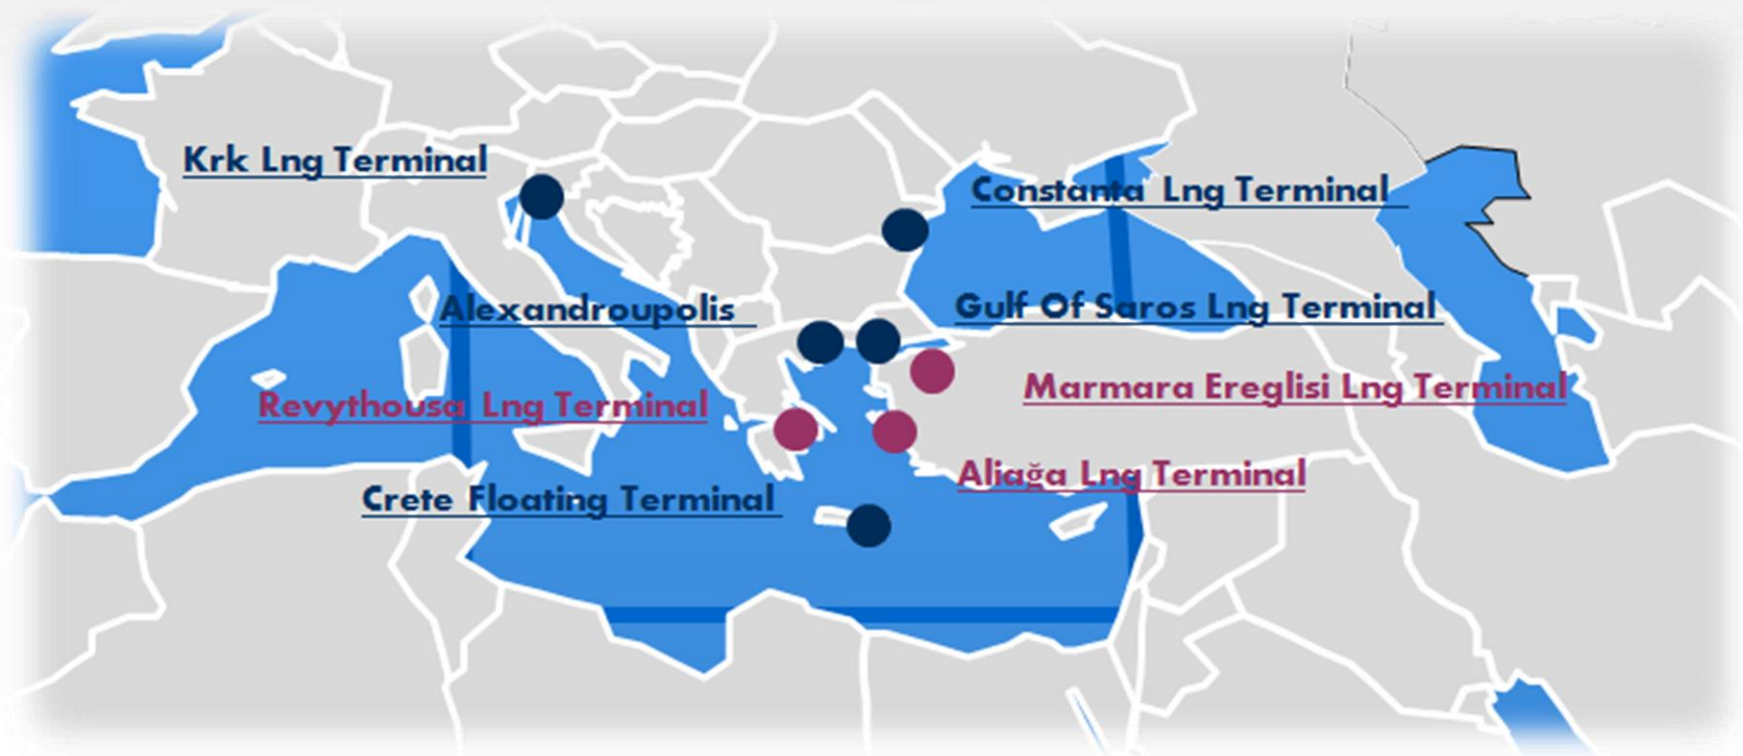 Krk Lng Terminal
Constanta Lng Terminal
Alexandroupolis
Gulf Of Saros Lng Terminal
Revythousa Lng Terminal
Marmara Ereglisi Lng Terminal
Aliağa Lng Terminal
Crete Floating Terminal